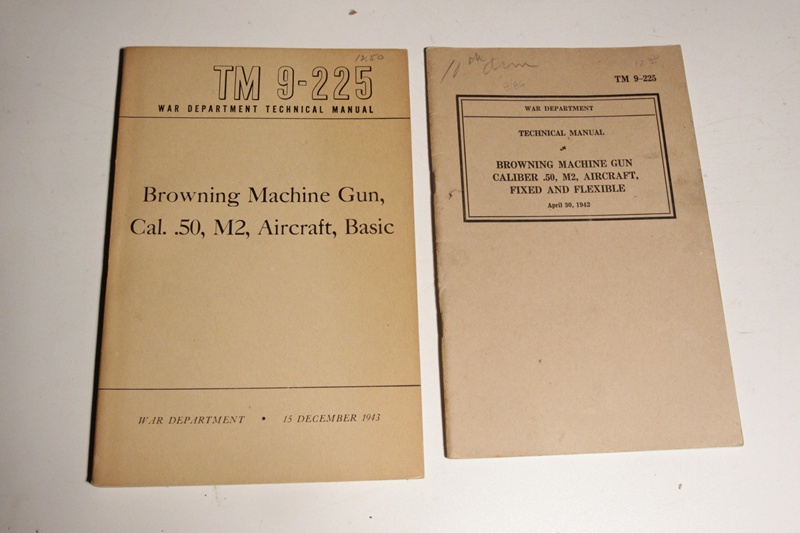 12.50
TM 9-225
WAR DEPARTMENT TECHNICAL MANUAL
Browning Machine Gun,
Cal. .50, M2, Aircraft, Basic
WAR DEPARTMENT • 15 DECEMBER 1943
TM 9-225
WAR DEPARTMENT
TECHNICAL MANUAL
BROWNING MACHINE GUN
CALIBER .50, M2, AIRCRAFT,
FIXED AND FLEXIBLE
April 30, 1942